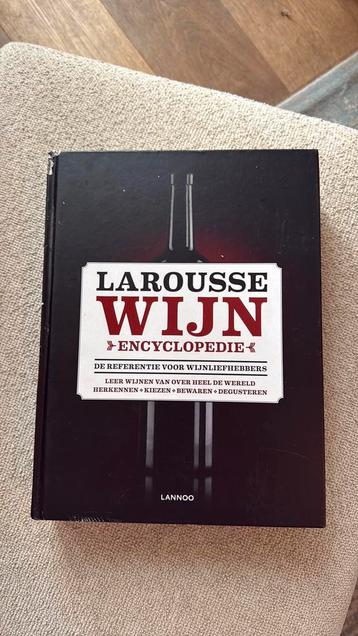 LAROUSSE
WIJN
ENCYCLOPEDIE
DE REFERENTIE VOOR WIJNLIEFHEBBERS
LEER WIJNEN VAN OVER HEEL DE WERELD
HERKENNEN + KIEZEN + BEWAREN + DEGUSTEREN
LANNOO